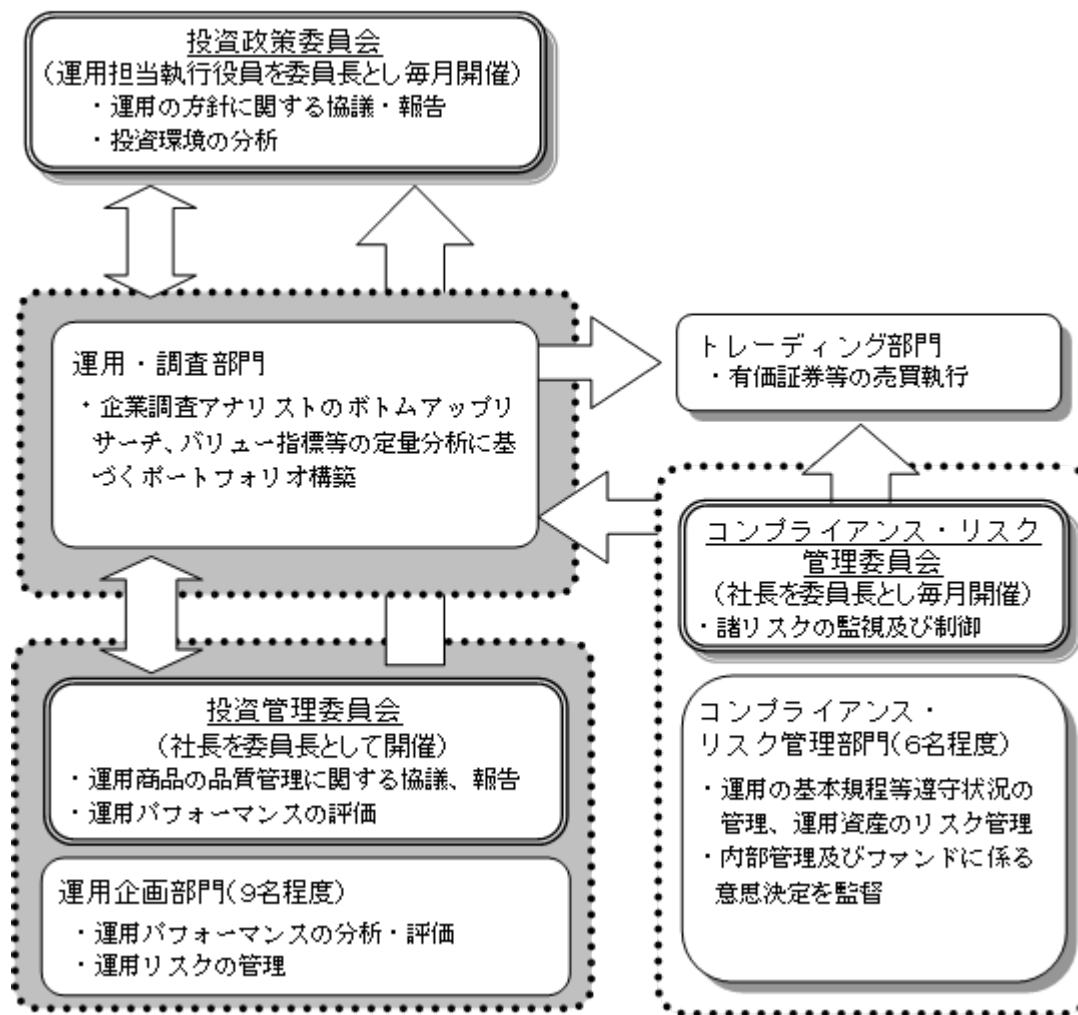 投資政策委員会
(運用担当執行役員を委員長とし毎月開催)
・運用の方針に関する協議・報告
・投資環境の分析
運用・調査部門
・企業調査アナリストのボトムアップリ
サーチ、バリュー指標等の定量分析に基
づくポートフォリオ構築
トレーディング部門
・有価証券等の売買執行
コンプライアンス・リスク
管理委員会
(社長を委員長とし毎月開催)
・諸リスクの監視及び制御
コンプライアンス・
リスク管理部門(6名程度)
・運用の基本規程等遵守状況の
管理、運用資産のリスク管理
・内部管理及びファンドに係る
意思決定を監督
投資管理委員会
(社長を委員長として開催)
・運用商品の品質管理に関する協議、報告
・運用パフォーマンスの評価
運用企画部門(9名程度)
・運用パフォーマンスの分析・評価
・運用リスクの管理